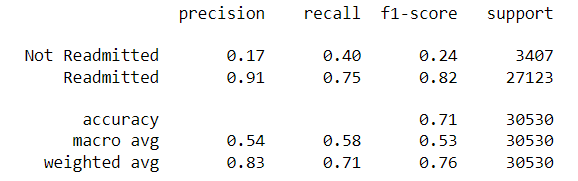 precision recall f1-score support
Not Readmitted 0.17 0.40 0.24 3407
Readmitted 0.91 0.75 0.82 27123
accuracy 0.71 30530
macro avg 0.54 0.58 0.53 30530
weighted avg 0.83 0.71 0.76 30530